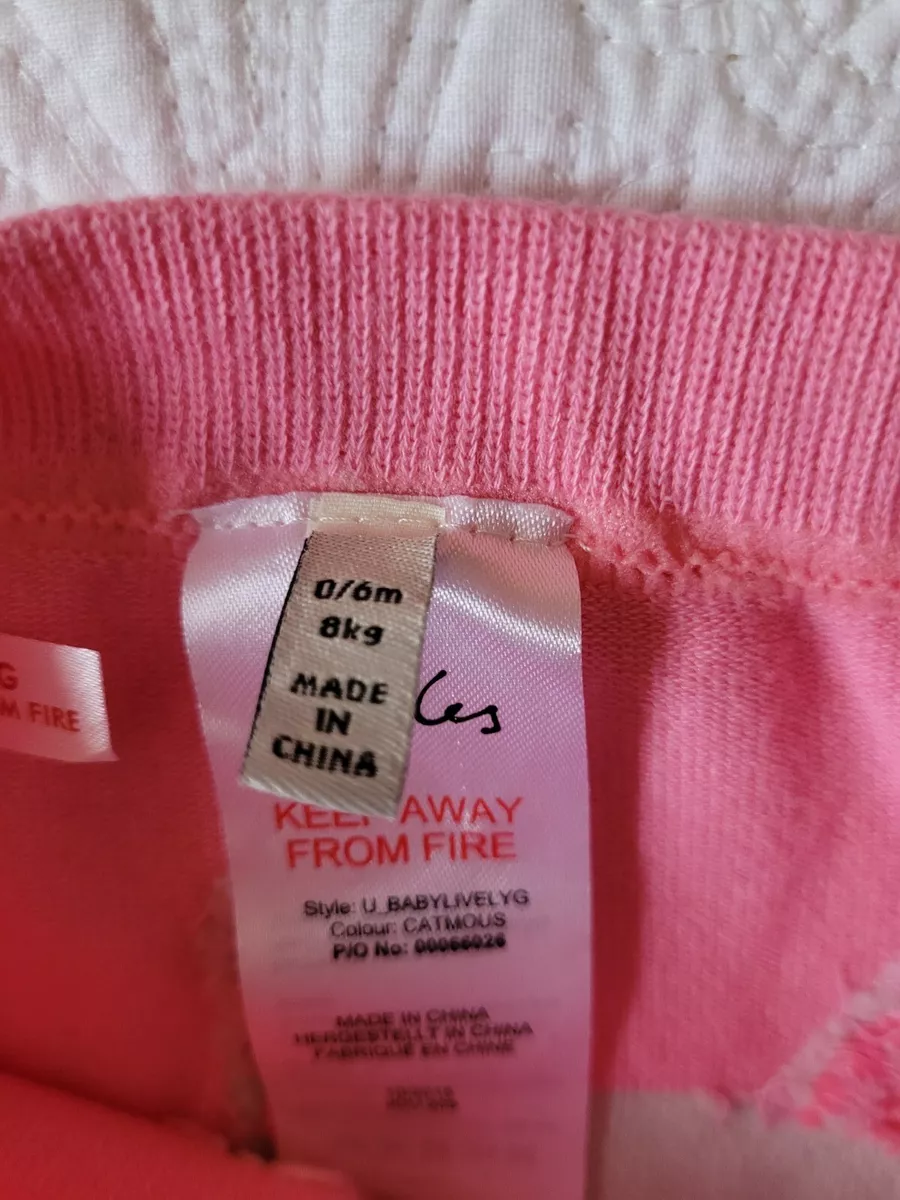 0/6m
8kg
MADE
IN
CHINA
les
KEEP AWAY
FROM FIRE
Style: U_BABYLIVELYG
Colour: CATMOUS
P/O No: 00066026
MADE IN CHINA
HERGESTELLT IN CHINA
FABRIQUÉ EN CHINE
G
M FIRE